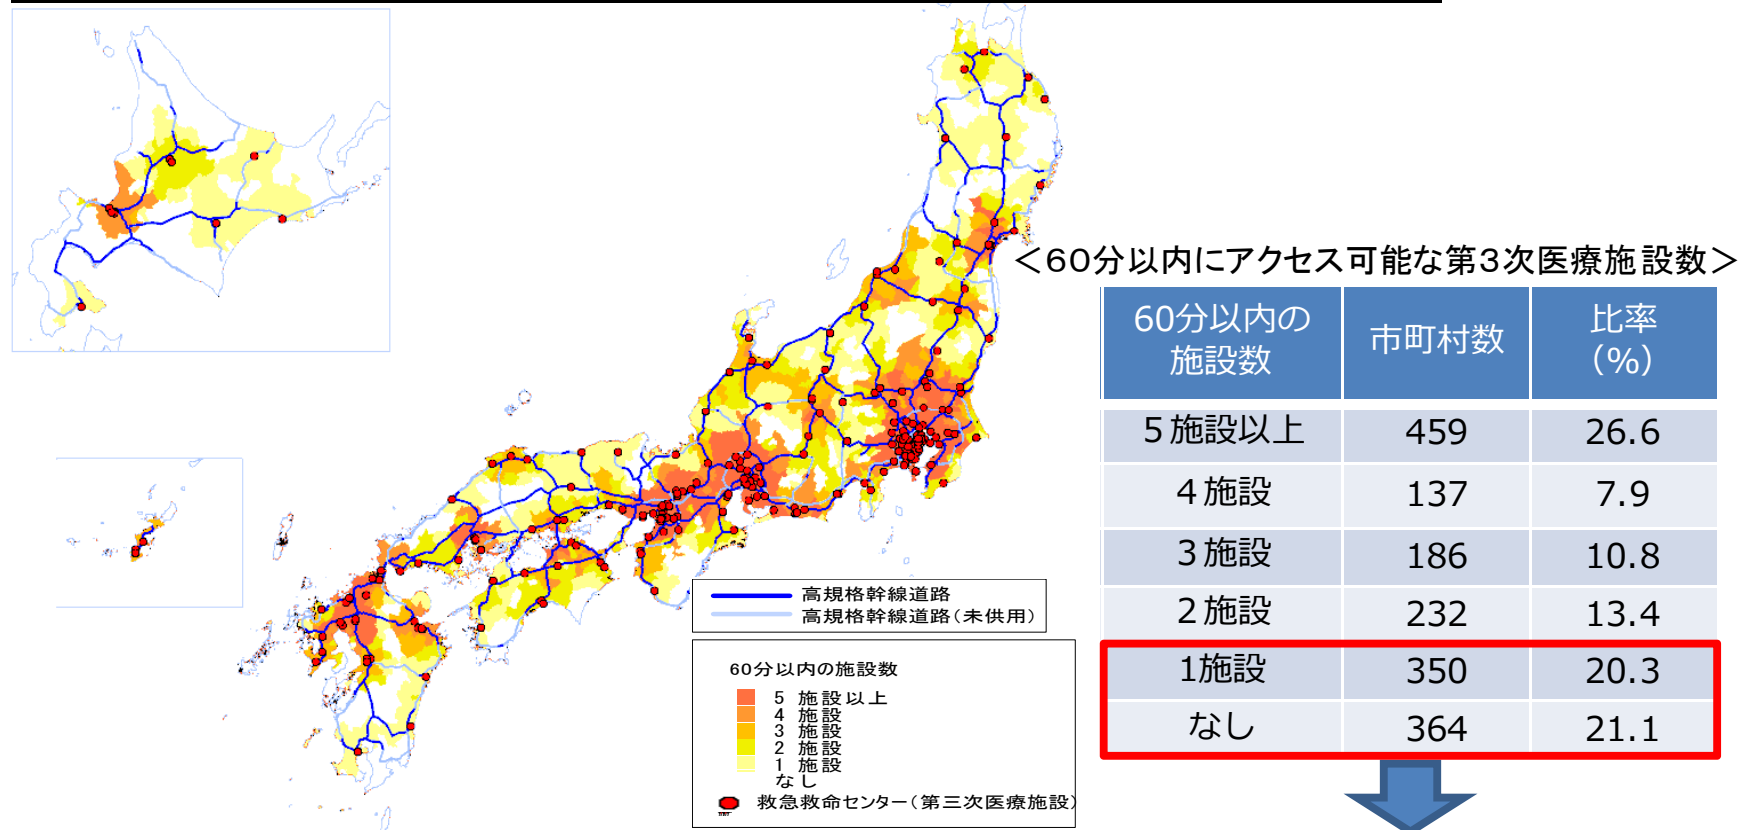 ＜60分以内にアクセス可能な第3次医療施設数＞
60分以内の
施設数
市町村数
比率
（%）
5施設以上 459 26.6
4施設 137 7.9
3施設 186 10.8
2施設 232 13.4
1施設 350 20.3
なし 364 21.1
高規格幹線道路
高規格幹線道路（未供用）
60分以内の施設数
5 施設以上
4 施設
3 施設
2 施設
1 施設
なし
救急救命センター（第三次医療施設）